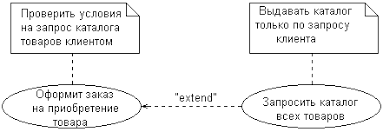 Проверить условия
на запрос каталога
товаров клиентом
Выдавать каталог
только по запросу
клиента
Оформит заказ
на приобретение
товара
"extend"
Запросить каталог
всех товаров